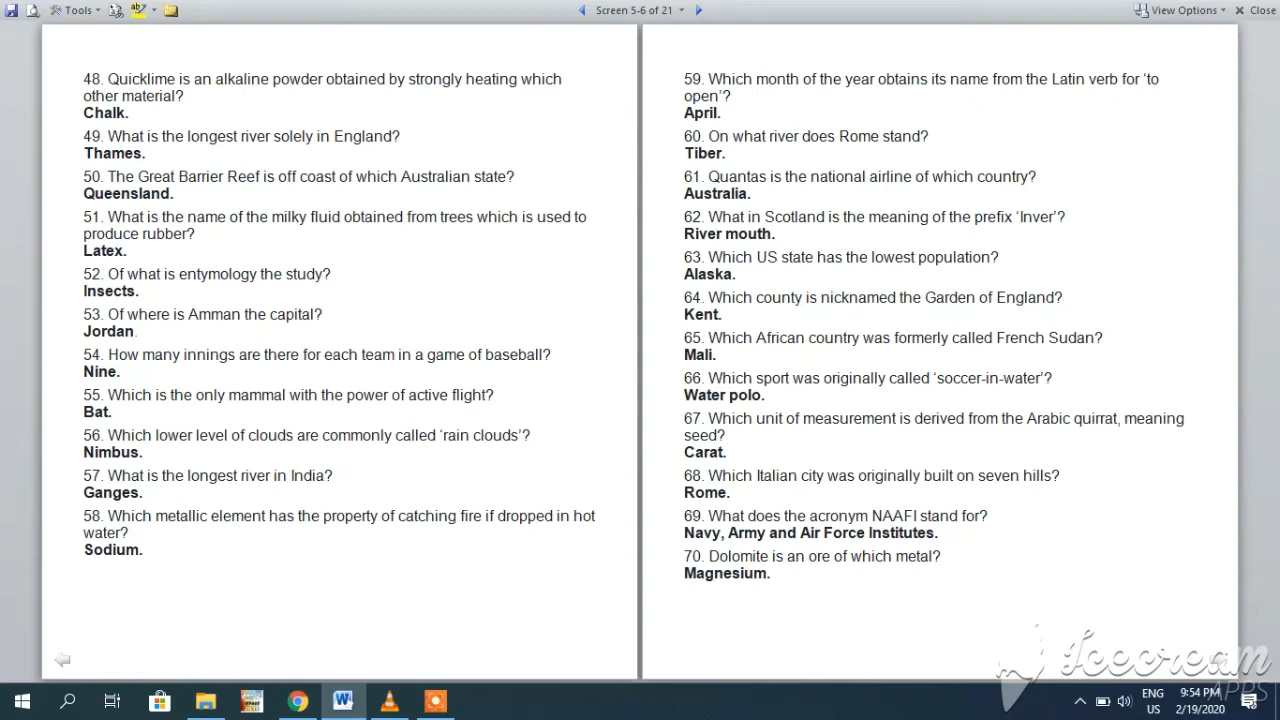 Tools
Screen 5-6 of 21
View Options
Close
48. Quicklime is an alkaline powder obtained by strongly heating which
other material?
Chalk.
49. What is the longest river solely in England?
Thames.
50. The Great Barrier Reef is off coast of which Australian state?
Queensland.
51. What is the name of the milky fluid obtained from trees which is used to
produce rubber?
Latex.
52. Of what is entymology the study?
Insects.
53. Of where is Amman the capital?
Jordan.
54. How many innings are there for each team in a game of baseball?
Nine.
55. Which is the only mammal with the power of active flight?
Bat.
56. Which lower level of clouds are commonly called ‘rain clouds’?
Nimbus.
57. What is the longest river in India?
Ganges.
58. Which metallic element has the property of catching fire if dropped in hot
water?
Sodium.
59. Which month of the year obtains its name from the Latin verb for ‘to
open’?
April.
60. On what river does Rome stand?
Tiber.
61. Quantas is the national airline of which country?
Australia.
62. What in Scotland is the meaning of the prefix ‘Inver’?
River mouth.
63. Which US state has the lowest population?
Alaska.
64. Which county is nicknamed the Garden of England?
Kent.
65. Which African country was formerly called French Sudan?
Mali.
66. Which sport was originally called ‘soccer-in-water’?
Water polo.
67. Which unit of measurement is derived from the Arabic quirrat, meaning
seed?
Carat.
68. Which Italian city was originally built on seven hills?
Rome.
69. What does the acronym NAAFI stand for?
Navy, Army and Air Force Institutes.
70. Dolomite is an ore of which metal?
Magnesium.
Icecream
APPS
ENG
US
9:54 PM
2/19/2020